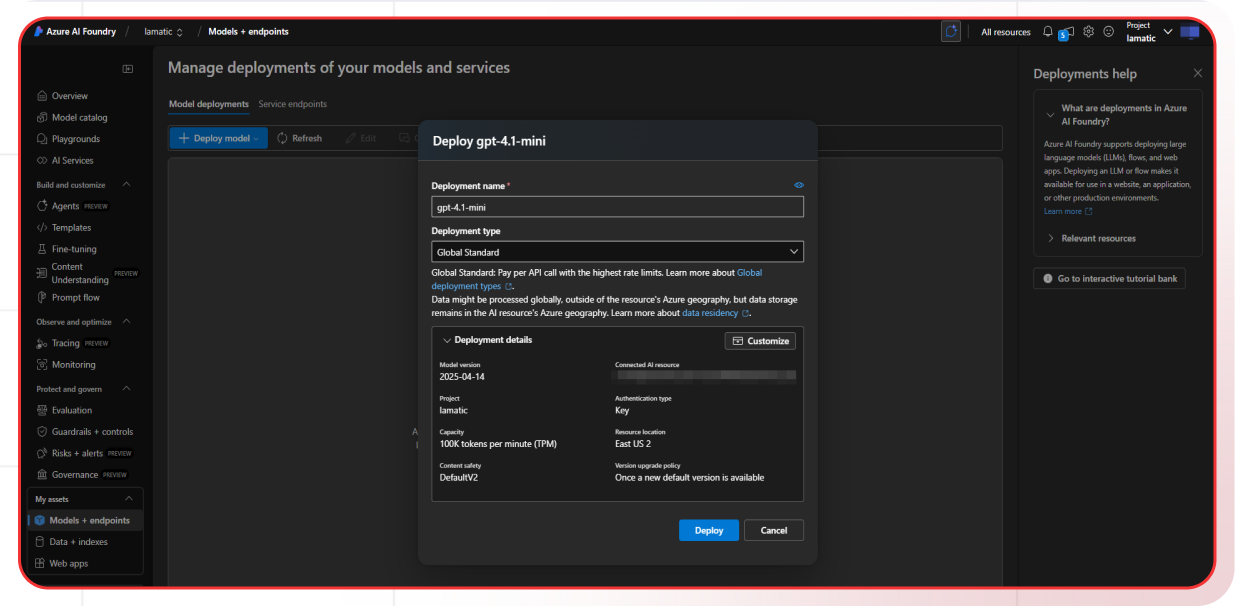 Azure AI Foundry / lamatic / Models + endpoints
All resources
5
Project
lamatic
Overview
Model catalog
Playgrounds
AI Services
Build and customize
Agents PREVIEW
Templates
Fine-tuning
Content
Understanding PREVIEW
Prompt flow
Observe and optimize
Tracing PREVIEW
Monitoring
Protect and govern
Evaluation
Guardrails + controls
Risks + alerts PREVIEW
Governance PREVIEW
My assets
Models + endpoints
Data + indexes
Web apps
Manage deployments of your models and services
Model deployments Service endpoints
+ Deploy model Refresh Edit
Deploy gpt-4.1-mini
Deployment name *
gpt-4.1-mini
Deployment type
Global Standard
Global Standard: Pay per API call with the highest rate limits. Learn more about Global
deployment types .
Data might be processed globally, outside of the resource's Azure geography, but data storage
remains in the AI resource's Azure geography. Learn more about data residency .
Deployment details
Customize
Model version
2025-04-14
Connected AI resource
Project
lamatic
Authentication type
Key
Capacity
100K tokens per minute (TPM)
Resource location
East US 2
Content safety
DefaultV2
Version upgrade policy
Once a new default version is available
Deploy Cancel
Deployments help
What are deployments in Azure
AI Foundry?
Azure AI Foundry supports deploying large
language models (LLMs), flows, and web
apps. Deploying an LLM or flow makes it
available for use in a website, an application,
or other production environments.
Learn more
Relevant resources
Go to interactive tutorial bank